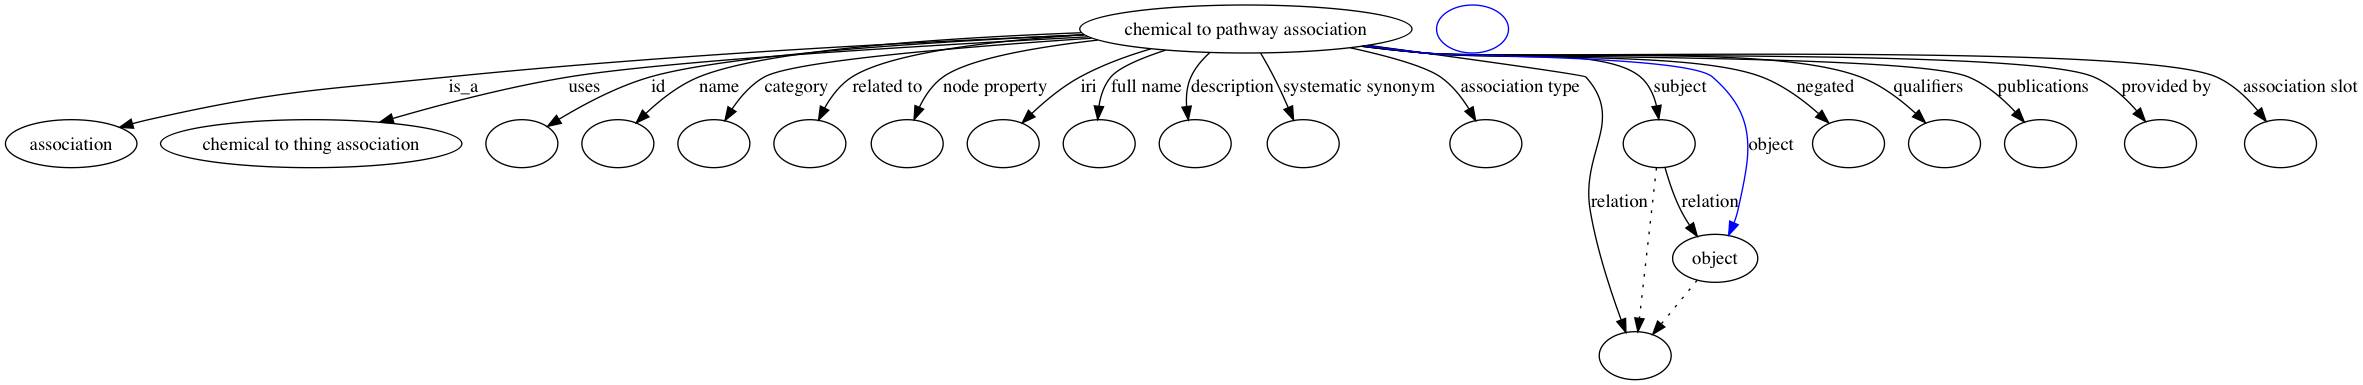 chemical to pathway association
is_a
uses
id
name
category
related to
node property
iri
full name
description
systematic synonym
association type
subject
negated
qualifiers
publications
provided by
association slot
association
chemical to thing association
object
relation
relation
object